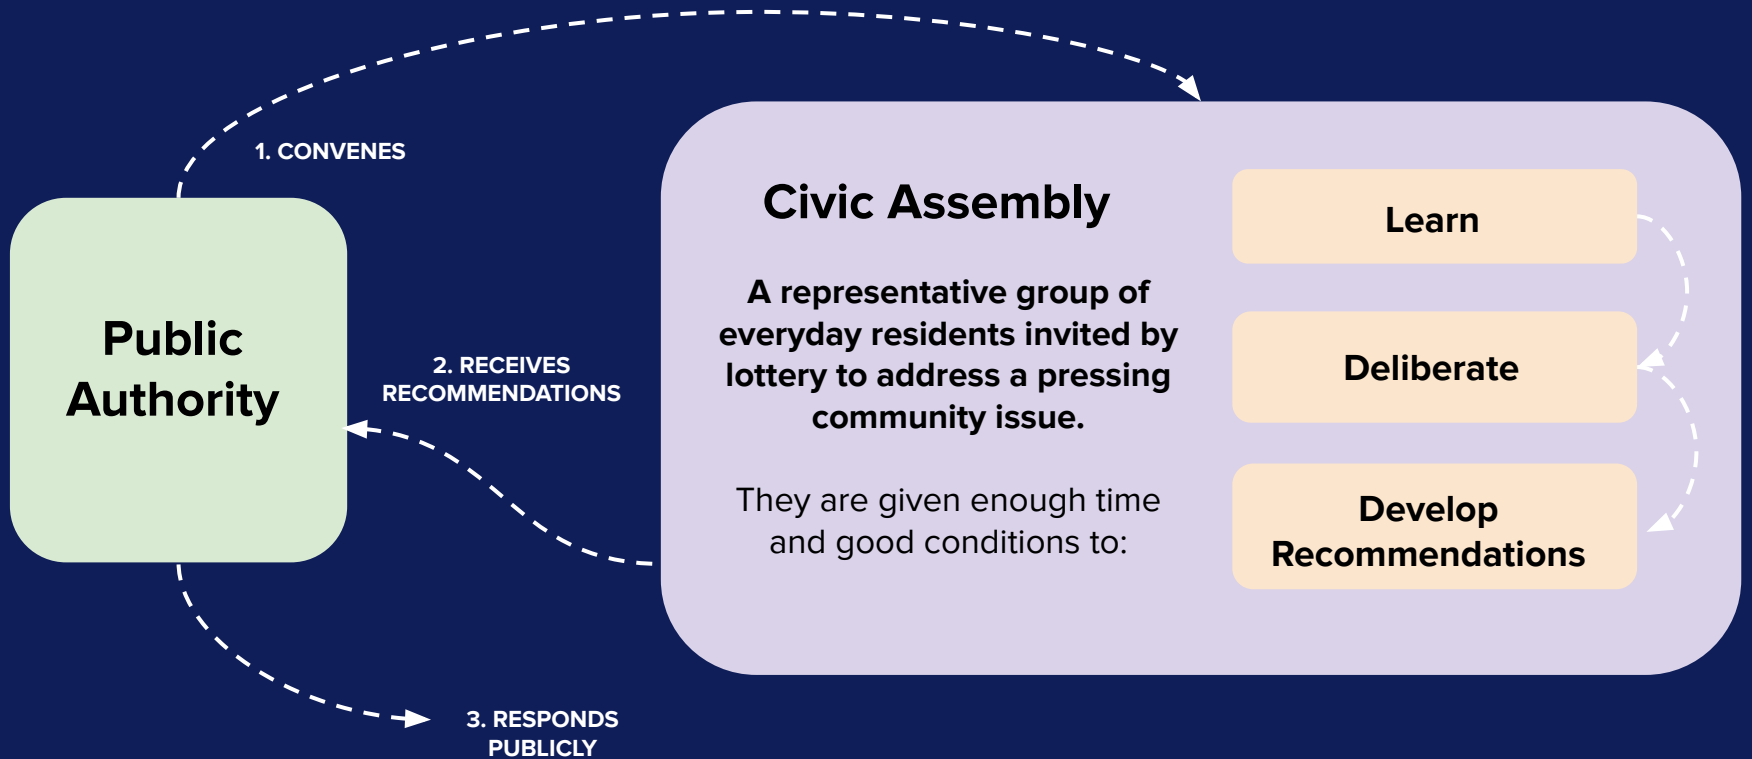 1. CONVENES
Public
Authority
2. RECEIVES
RECOMMENDATIONS
3. RESPONDS
PUBLICLY
Civic Assembly
A representative group of
everyday residents invited by
lottery to address a pressing
community issue.
They are given enough time
and good conditions to:
Learn
Deliberate
Develop
Recommendations